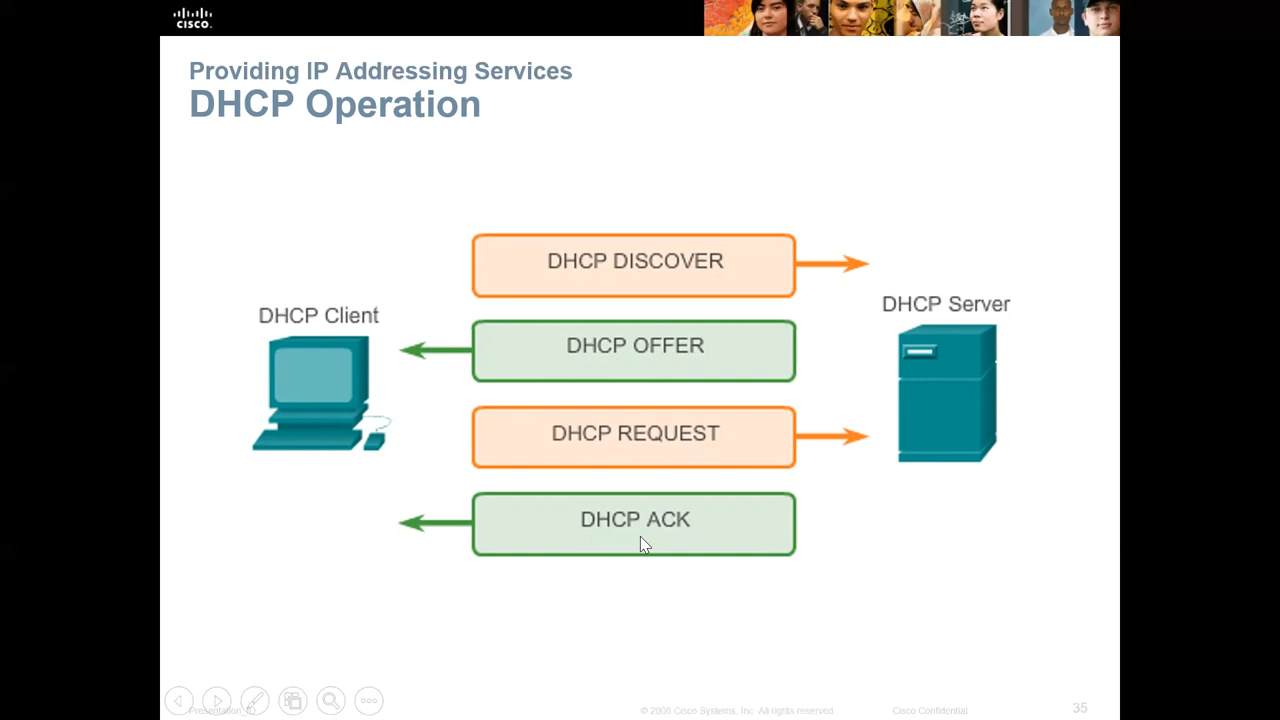 CISCO.
Providing IP Addressing Services
DHCP Operation
DHCP DISCOVER
DHCP Client
DHCP Server
DHCP OFFER
DHCP REQUEST
DHCP ACK
Presentation_ID
© 2008 Cisco Systems, Inc. All rights reserved.
Cisco Confidential
35